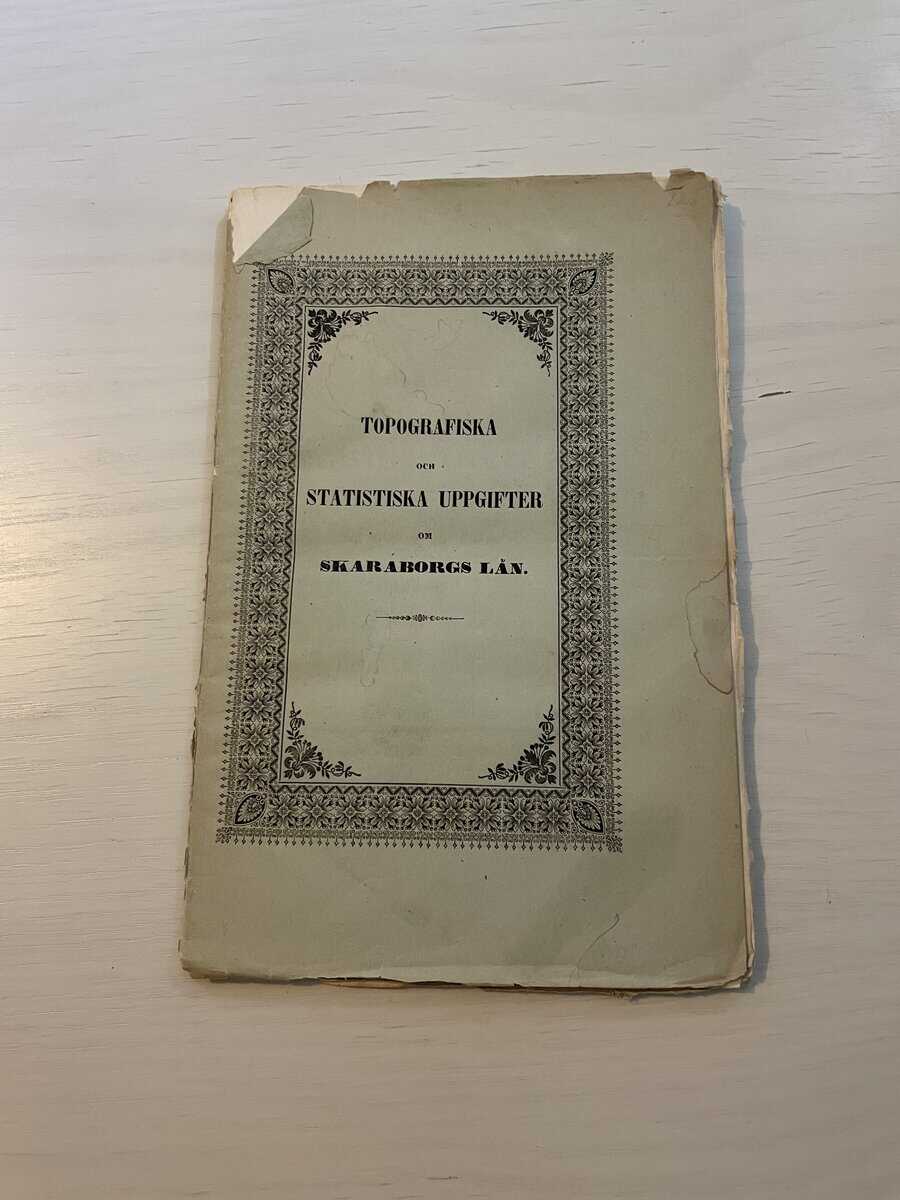 TOPOGRAFISKA
OCH
STATISTISKA UPPGIFTER
OM
SKARABORGS LÄN.